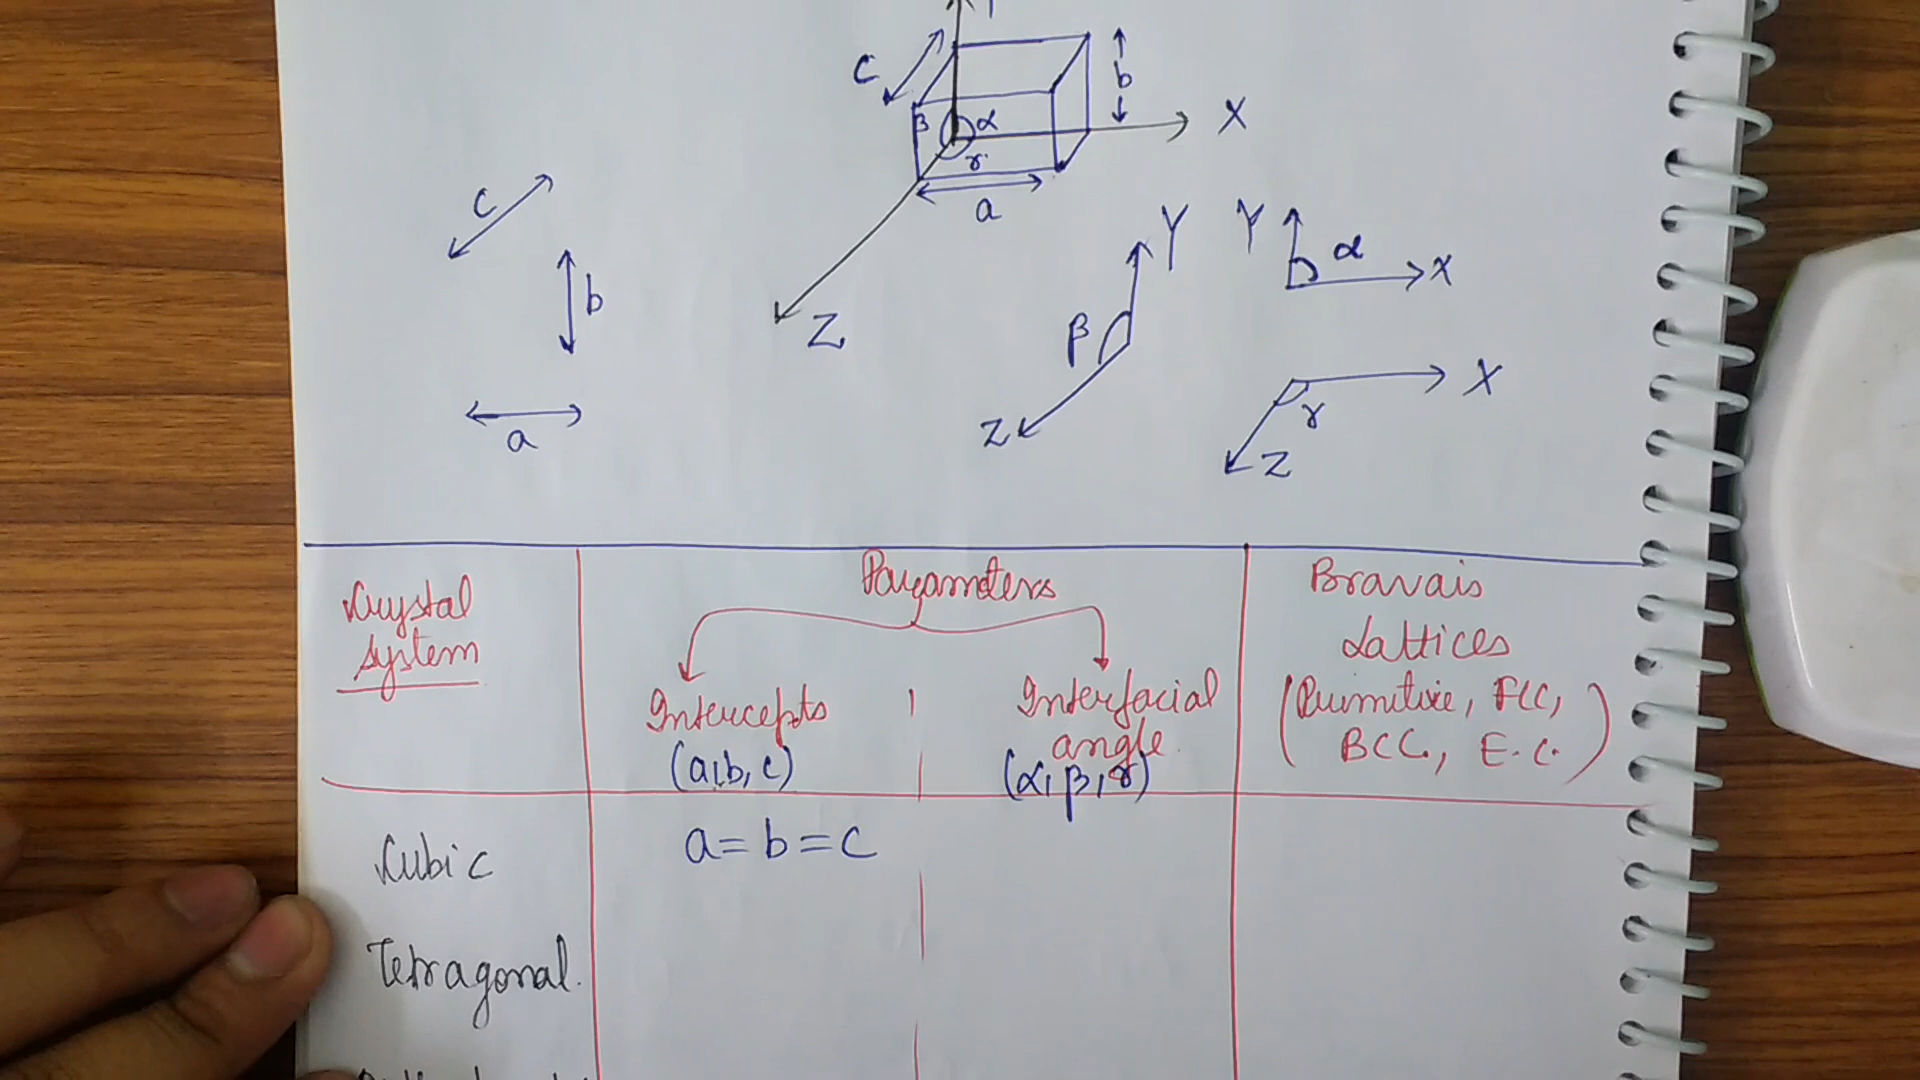 Y
c
b
X
β
α
γ
a
Z
c
b
a
Y
β
Z
Y
α
X
X
γ
Z
Crystal
system
Parameters
Intercepts
(a,b,c)
Interfacial
angle
(α,β,γ)
Bravais
Lattices
(Primitive, FCC,
BCC., E.C.)
Cubic
a=b=c
Tetragonal.